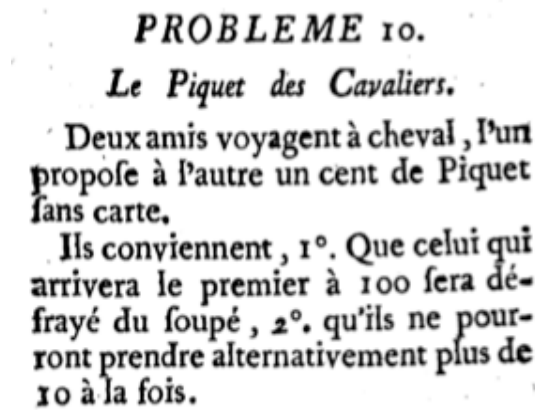 PROBLEME 10.
Le Piquet des Cavaliers.
Deux amis voyagent à cheval, l'un
propoſe à l'autre un cent de Piquet
ſans carte.
Ils conviennent, 1°. Que celui qui
arrivera le premier à 100 ſera dé-
frayé du ſoupé, 2°. qu'ils ne pour-
ront prendre alternativement plus de
10 à la fois.